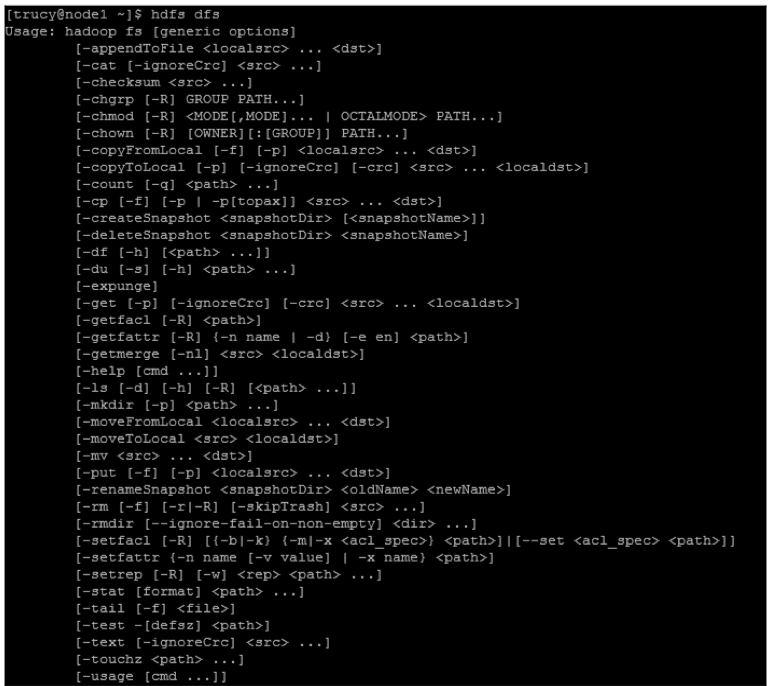 [trucy@node1 ~]$ hdfs dfs
Usage: hadoop fs [generic options]
[-appendToFile <localsrc> ... <dst>]
[-cat [-ignoreCrc] <src> ...]
[-checksum <src> ...]
[-chgrp [-R] GROUP PATH...]
[-chmod [-R] <MODE[,MODE]... | OCTALMODE> PATH...]
[-chown [-R] [OWNER][:[GROUP]] PATH...]
[-copyFromLocal [-f] [-p] <localsrc> ... <dst>]
[-copyToLocal [-p] [-ignoreCrc] [-crc] <src> ... <localdst>]
[-count [-q] <path> ...]
[-cp [-f] [-p | -p[topax]] <src> ... <dst>]
[-createSnapshot <snapshotDir> [<snapshotName>]]
[-deleteSnapshot <snapshotDir> <snapshotName>]
[-df [-h] [<path> ...]]
[-du [-s] [-h] <path> ...]
[-expunge]
[-get [-p] [-ignoreCrc] [-crc] <src> ... <localdst>]
[-getfacl [-R] <path>]
[-getfattr [-R] {-n name | -d} [-e en] <path>]
[-getmerge [-nl] <src> <localdst>]
[-help [cmd ...]]
[-ls [-d] [-h] [-R] [<path> ...]]
[-mkdir [-p] <path> ...]
[-moveFromLocal <localsrc> ... <dst>]
[-moveToLocal <src> <localdst>]
[-mv <src> ... <dst>]
[-put [-f] [-p] <localsrc> ... <dst>]
[-renameSnapshot <snapshotDir> <oldName> <newName>]
[-rm [-f] [-r|-R] [-skipTrash] <src> ...]
[-rmdir [--ignore-fail-on-non-empty] <dir> ...]
[-setfacl [-R] [{-b|-k} {-m|-x <acl_spec>} <path>]|[--set <acl_spec> <path>]]
[-setfattr {-n name [-v value] | -x name} <path>]
[-setrep [-R] [-w] <rep> <path> ...]
[-stat [format] <path> ...]
[-tail [-f] <file>]
[-test -[defsz] <path>]
[-text [-ignoreCrc] <src> ...]
[-touchz <path> ...]
[-usage [cmd ...]]